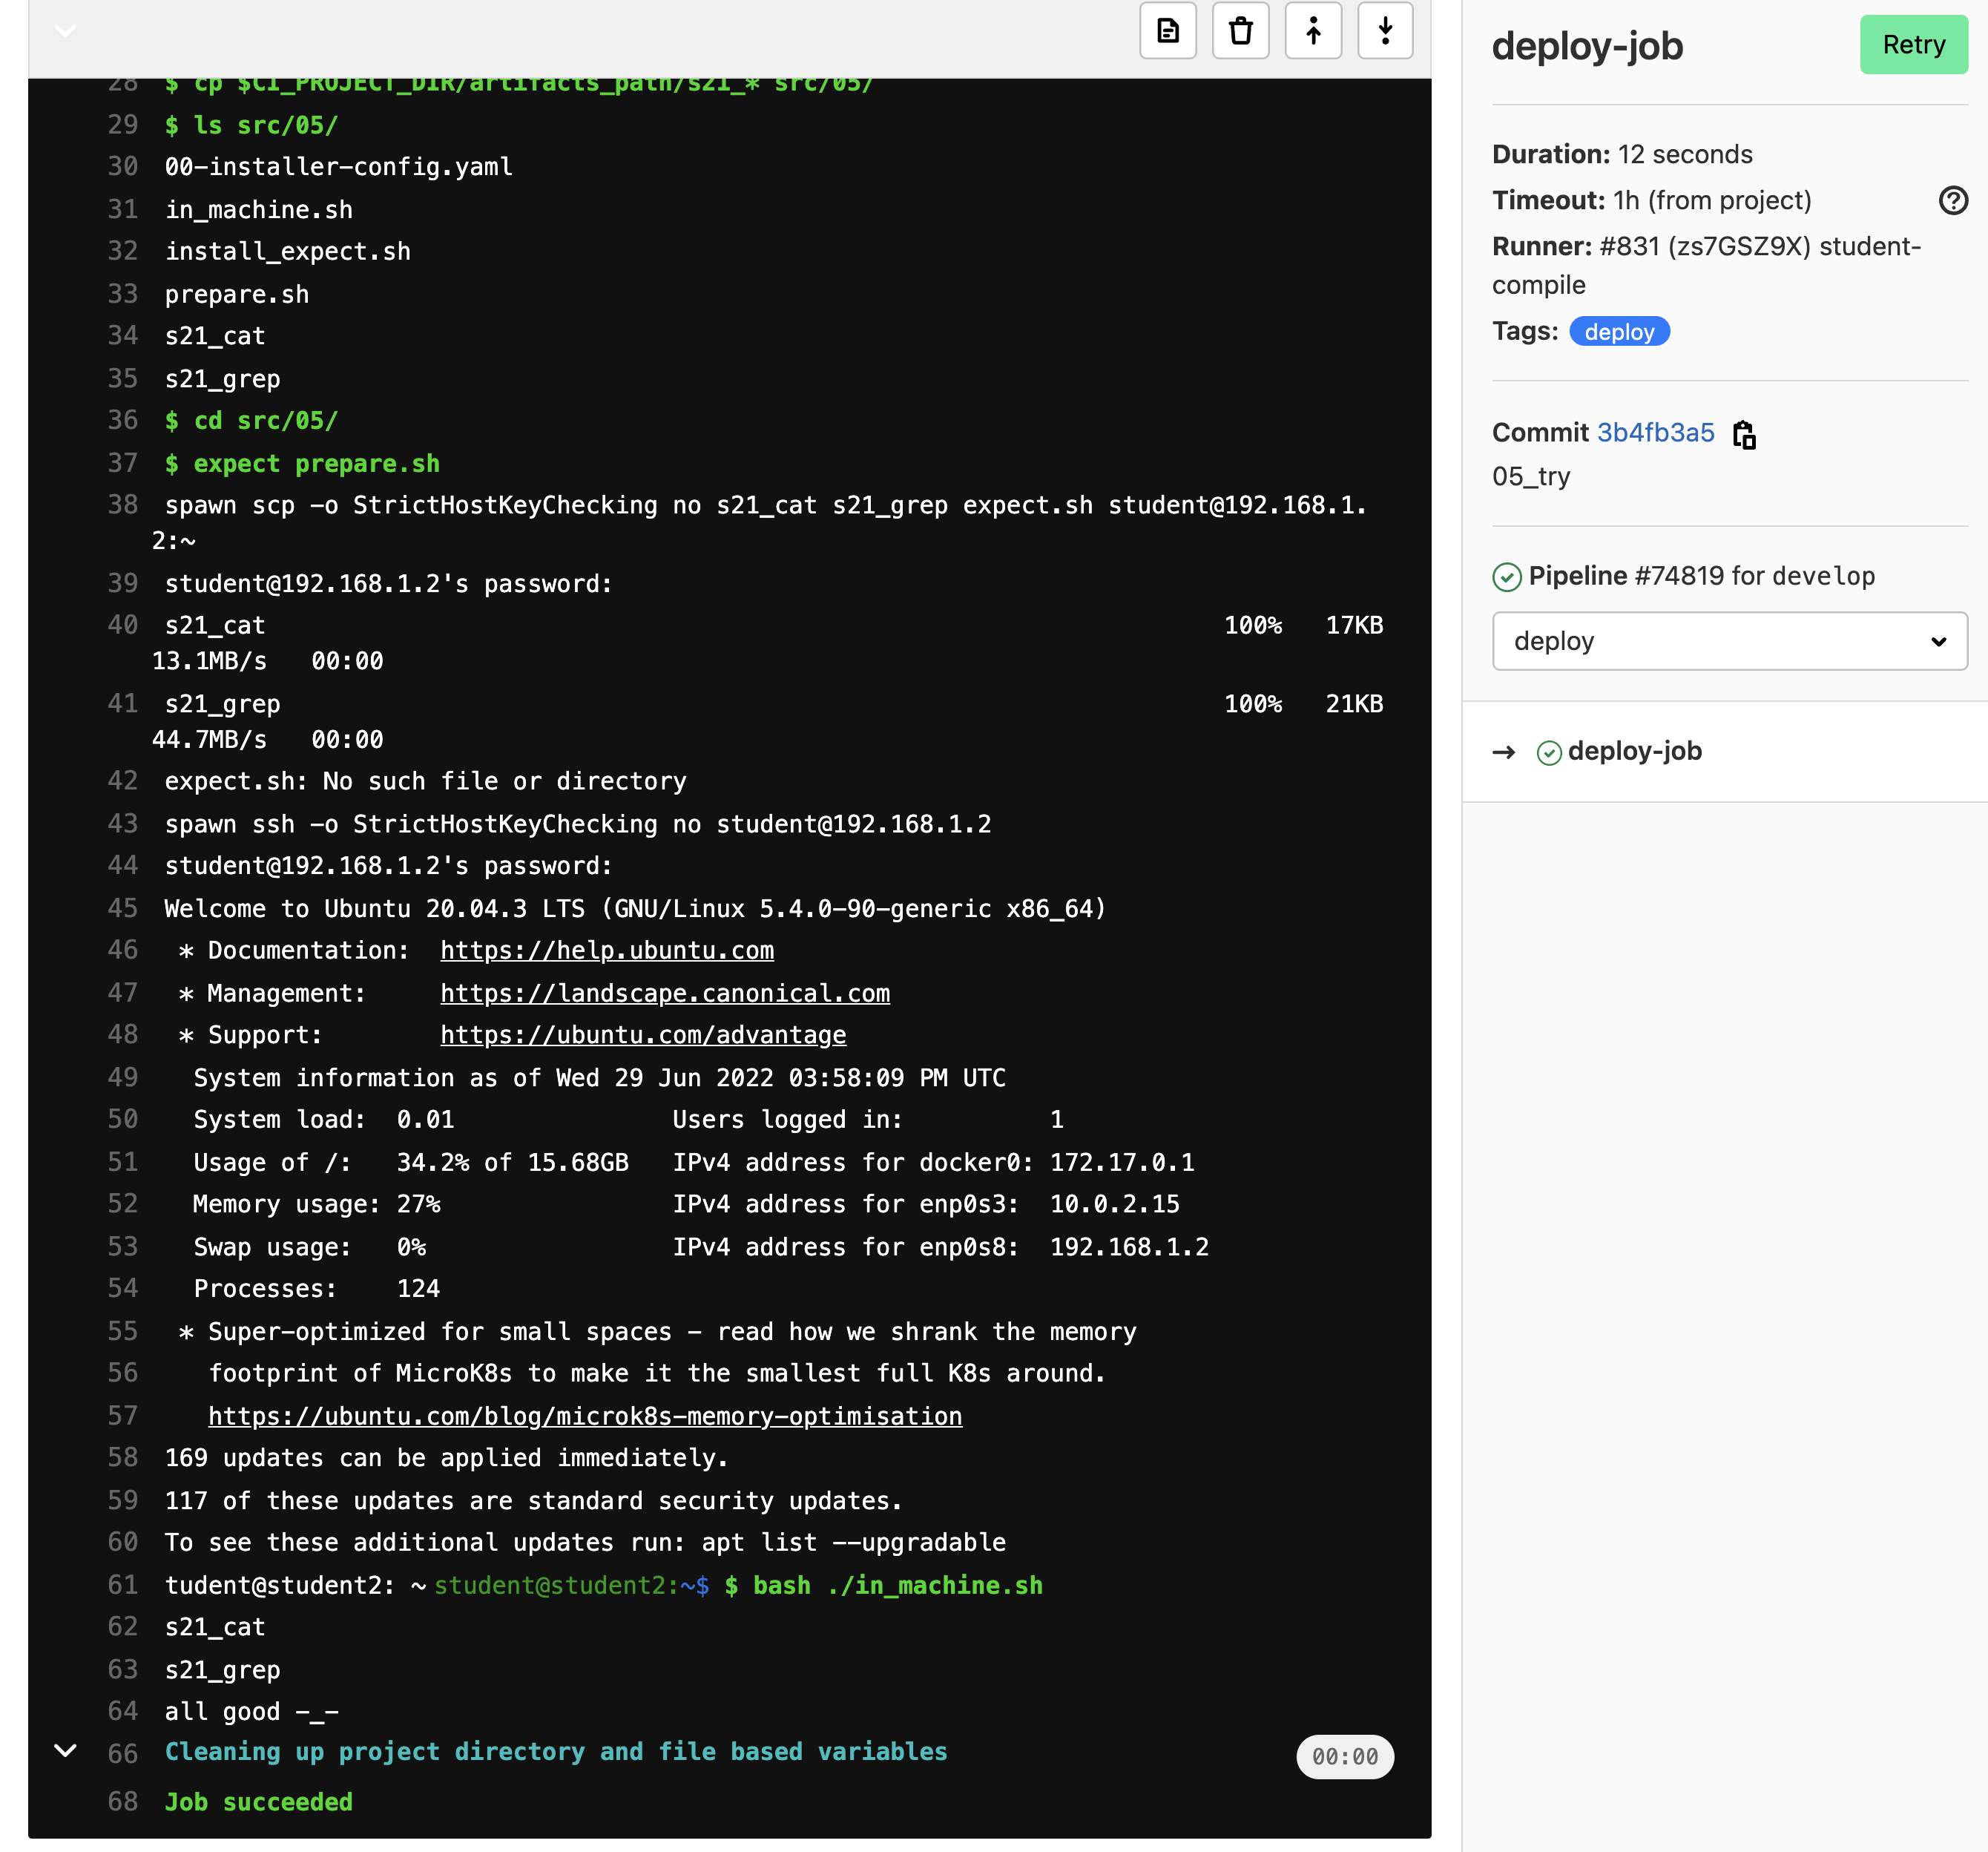 28 $ cp $CI_PROJECT_DIR/artifacts_path/s21_* src/05/
29 $ ls src/05/
30 00-installer-config.yaml
31 in_machine.sh
32 install_expect.sh
33 prepare.sh
34 s21_cat
35 s21_grep
36 $ cd src/05/
37 $ expect prepare.sh
38 spawn scp -o StrictHostKeyChecking no s21_cat s21_grep expect.sh student@192.168.1.
2:~
39 student@192.168.1.2's password:
40 s21_cat 100% 17KB
13.1MB/s 00:00
41 s21_grep 100% 21KB
44.7MB/s 00:00
42 expect.sh: No such file or directory
43 spawn ssh -o StrictHostKeyChecking no student@192.168.1.2
44 student@192.168.1.2's password:
45 Welcome to Ubuntu 20.04.3 LTS (GNU/Linux 5.4.0-90-generic x86_64)
46 * Documentation: https://help.ubuntu.com
47 * Management: https://landscape.canonical.com
48 * Support: https://ubuntu.com/advantage
49 System information as of Wed 29 Jun 2022 03:58:09 PM UTC
50 System load: 0.01 Users logged in: 1
51 Usage of /: 34.2% of 15.68GB IPv4 address for docker0: 172.17.0.1
52 Memory usage: 27% IPv4 address for enp0s3: 10.0.2.15
53 Swap usage: 0% IPv4 address for enp0s8: 192.168.1.2
54 Processes: 124
55 * Super-optimized for small spaces - read how we shrank the memory
56 footprint of MicroK8s to make it the smallest full K8s around.
57 https://ubuntu.com/blog/microk8s-memory-optimisation
58 169 updates can be applied immediately.
59 117 of these updates are standard security updates.
60 To see these additional updates run: apt list --upgradable
61 tudent@student2: ~ student@student2:~$ $ bash ./in_machine.sh
62 s21_cat
63 s21_grep
64 all good -_-
66 Cleaning up project directory and file based variables 00:00
68 Job succeeded
deploy-job Retry
Duration: 12 seconds
Timeout: 1h (from project)
Runner: #831 (zs7GSZ9X) student-
compile
Tags: deploy
Commit 3b4fb3a5
05_try
Pipeline #74819 for develop
deploy
→ deploy-job